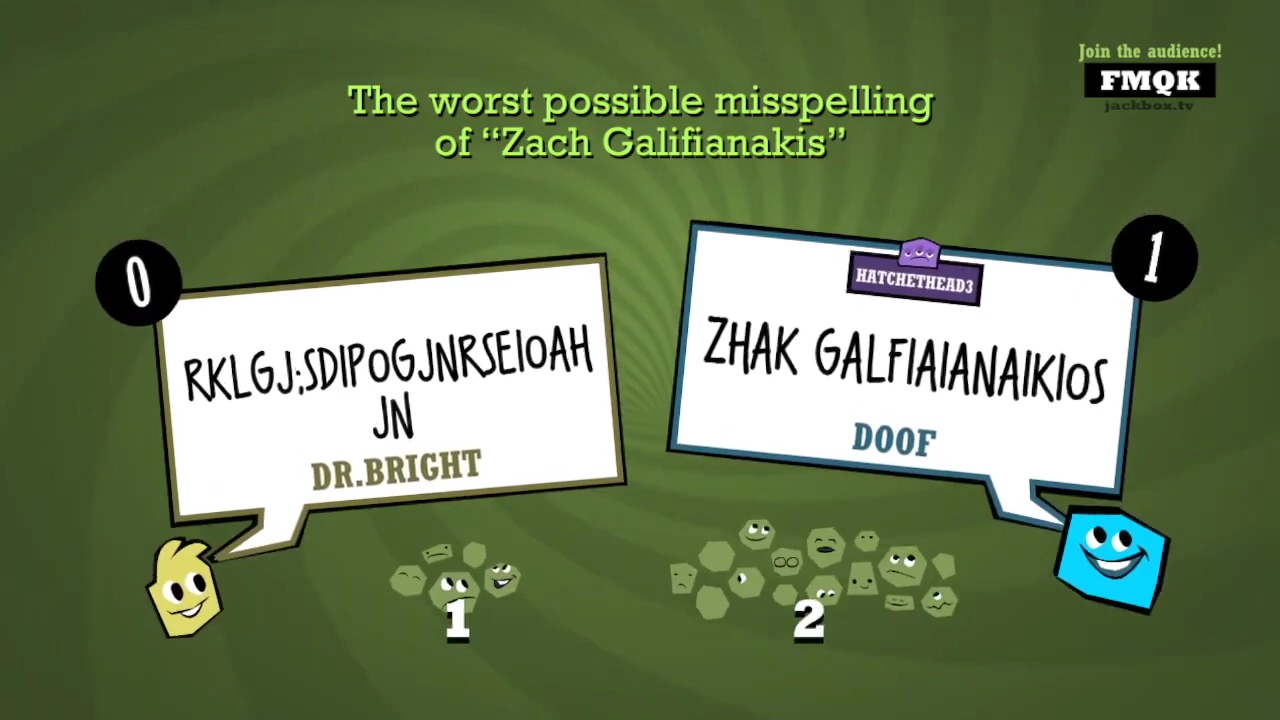 Join the audience!
FMQK
jackbox.tv
The worst possible misspelling
of “Zach Galifianakis”
0
1
HATCHETHEAD3
RKLGJ;SDIPOGJNRSEIOAH
JN
DR.BRIGHT
ZHAK GALFIAIANAIKIOS
DOOF
1
2